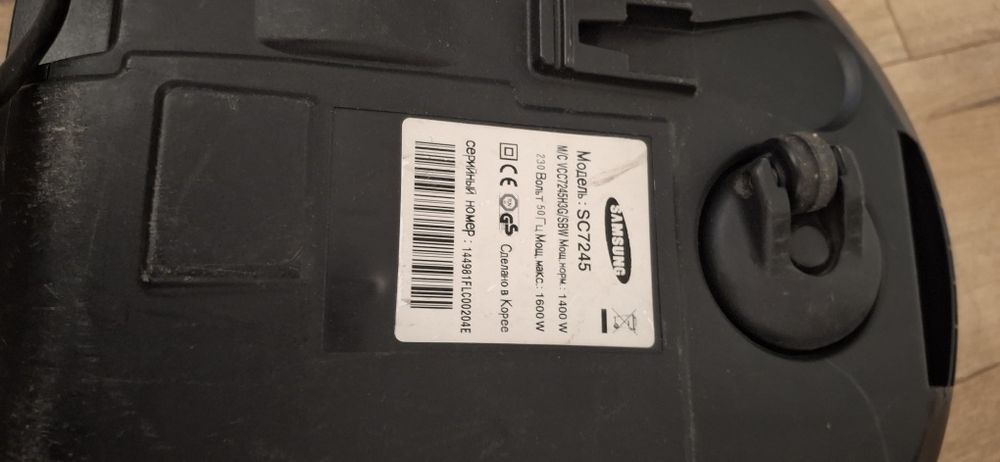 SAMSUNG
Модель: SC7245
M/C VCC7245H3G/SBW Мощ.норм.: 1400 W
230 Вольт 50 Гц Мощ.макс.: 1600 W
CE GS Сделано в Корее
серийный номер: 144981FLC00204E